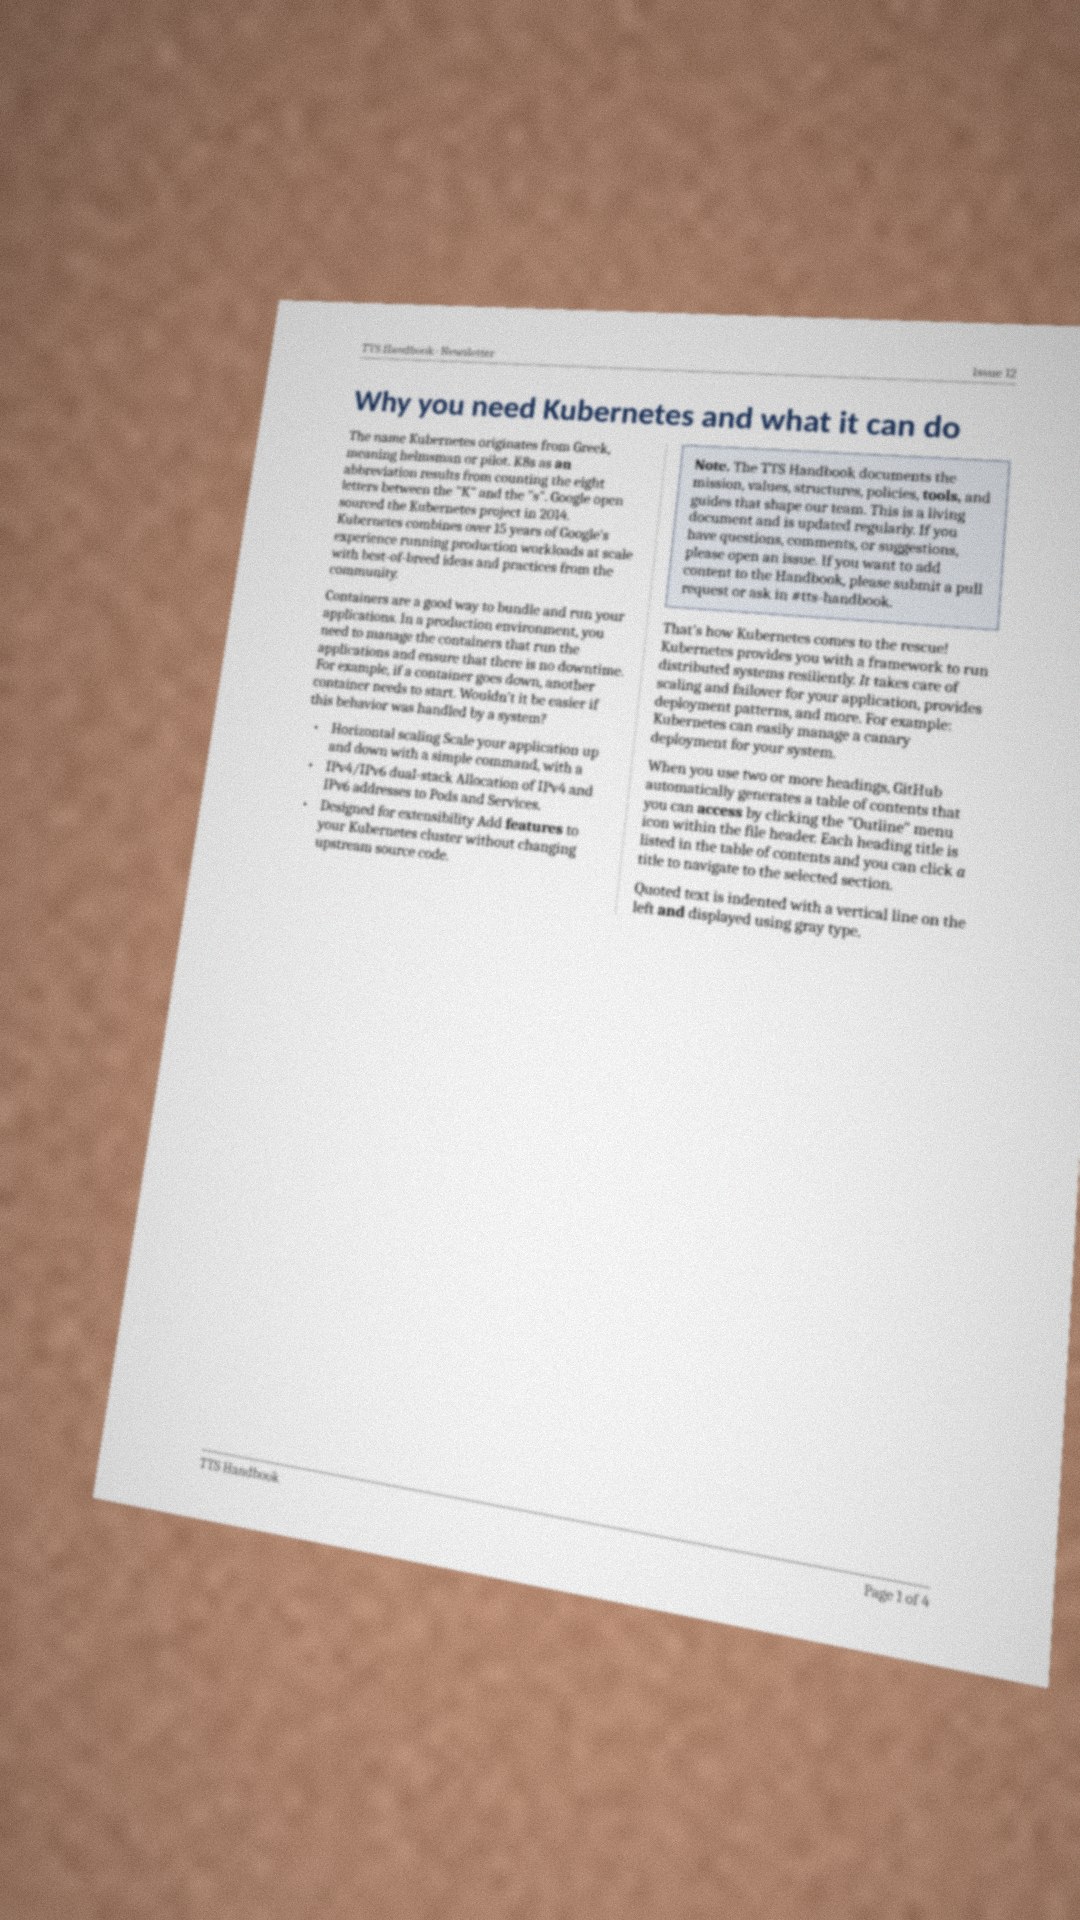 TTS Handbook · Newsletter
Issue 12
Why you need Kubernetes and what it can do
The name Kubernetes originates from Greek,
meaning helmsman or pilot. K8s as an
abbreviation results from counting the eight
letters between the "K" and the "s". Google open
sourced the Kubernetes project in 2014.
Kubernetes combines over 15 years of Google's
experience running production workloads at scale
with best-of-breed ideas and practices from the
community.
Containers are a good way to bundle and run your
applications. In a production environment, you
need to manage the containers that run the
applications and ensure that there is no downtime.
For example, if a container goes down, another
container needs to start. Wouldn't it be easier if
this behavior was handled by a system?
• Horizontal scaling Scale your application up
and down with a simple command, with a
• IPv4/IPv6 dual-stack Allocation of IPv4 and
IPv6 addresses to Pods and Services.
• Designed for extensibility Add features to
your Kubernetes cluster without changing
upstream source code.
Note. The TTS Handbook documents the
mission, values, structures, policies, tools, and
guides that shape our team. This is a living
document and is updated regularly. If you
have questions, comments, or suggestions,
please open an issue. If you want to add
content to the Handbook, please submit a pull
request or ask in #tts-handbook.
That's how Kubernetes comes to the rescue!
Kubernetes provides you with a framework to run
distributed systems resiliently. It takes care of
scaling and failover for your application, provides
deployment patterns, and more. For example:
Kubernetes can easily manage a canary
deployment for your system.
When you use two or more headings, GitHub
automatically generates a table of contents that
you can access by clicking the "Outline" menu
icon within the file header. Each heading title is
listed in the table of contents and you can click a
title to navigate to the selected section.
Quoted text is indented with a vertical line on the
left and displayed using gray type.
TTS Handbook
Page 1 of 4